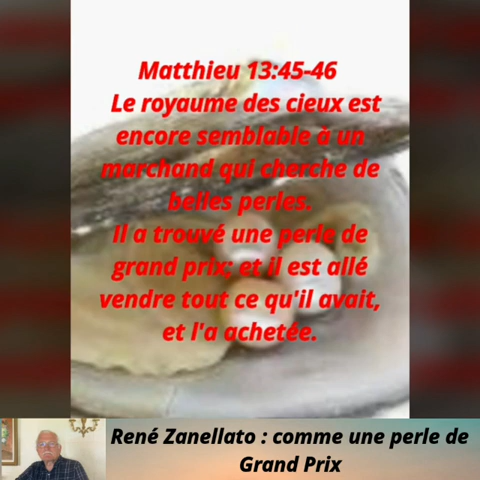 Matthieu 13:45-46
Le royaume des cieux est
encore semblable à un
marchand qui cherche de
belles perles.
Il a trouvé une perle de
grand prix; et il est allé
vendre tout ce qu'il avait,
et l'a achetée.
René Zanellato : comme une perle de
Grand Prix